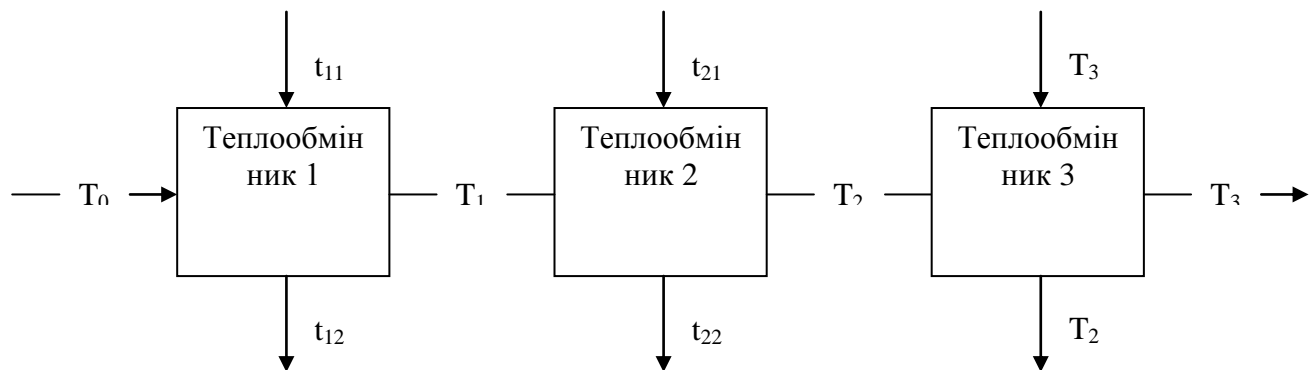 t₁₁ t₂₁ T₃
Теплообмін Теплообмін Теплообмін
ник 1 ник 2 ник 3
T₀ T₁ T₂ T₃
t₁₂ t₂₂ T₂